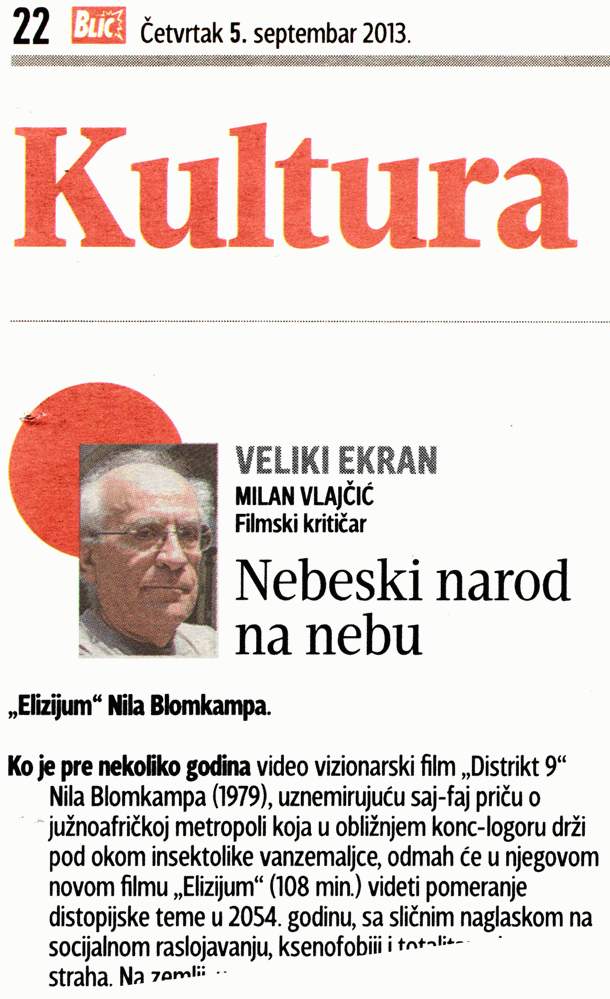 22 Blic Četvrtak 5. septembar 2013.
Kultura
VELIKI EKRAN
MILAN VLAJČIĆ
Filmski kritičar
Nebeski narod
na nebu
„Elizijum“ Nila Blomkampa.
Ko je pre nekoliko godina video vizionarski film „Distrikt 9“
Nila Blomkampa (1979), uznemirujuću saj-faj priču o
južnoafričkoj metropoli koja u obližnjem konc-logoru drži
pod okom insektolike vanzemaljce, odmah će u njegovom
novom filmu „Elizijum“ (108 min.) videti pomeranje
distopijske teme u 2054. godinu, sa sličnim naglaskom na
socijalnom raslojavanju, ksenofobiji i
straha. Na